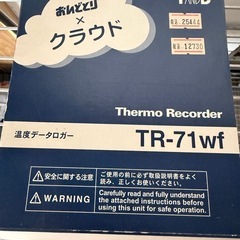 おんどとり
×
クラウド
25444
12730
Thermo Recorder
温度データロガー
TR-71wf
安全に関するご注意
ご使用の前に必ず取扱説明書をよく
読み、正しくお使いください。
WARNING
Carefully read and fully understand
the attached instructions before
using this unit for safe operation.